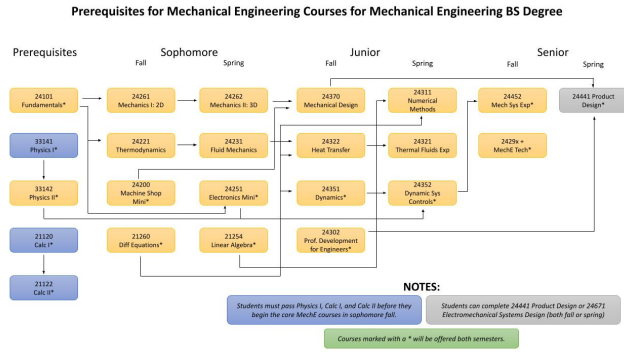 Prerequisites for Mechanical Engineering Courses for Mechanical Engineering BS Degree
Prerequisites
Sophomore
Junior
Senior
Fall
Spring
Fall
Spring
Fall
Spring
24101
Fundamentals*
24261
Mechanics I: 2D
24262
Mechanics II: 3D
24370
Mechanical Design
24311
Numerical
Methods
24452
Mech Sys Exp*
24441 Product
Design*
33141
Physics I*
24221
Thermodynamics
24231
Fluid Mechanics
24322
Heat Transfer
24321
Thermal Fluids Exp
2429x +
MechE Tech*
33142
Physics II*
24200
Machine Shop
Mini*
24251
Electronics Mini*
24351
Dynamics*
24352
Dynamic Sys
Controls*
21120
Calc I*
21260
Diff Equations*
21254
Linear Algebra*
24302
Prof. Development
for Engineers*
21122
Calc II*
NOTES:
Students must pass Physics I, Calc I, and Calc II before they
begin the core MechE courses in sophomore fall.
Students can complete 24441 Product Design or 24671
Electromechanical Systems Design (both fall or spring)
Courses marked with a * will be offered both semesters.